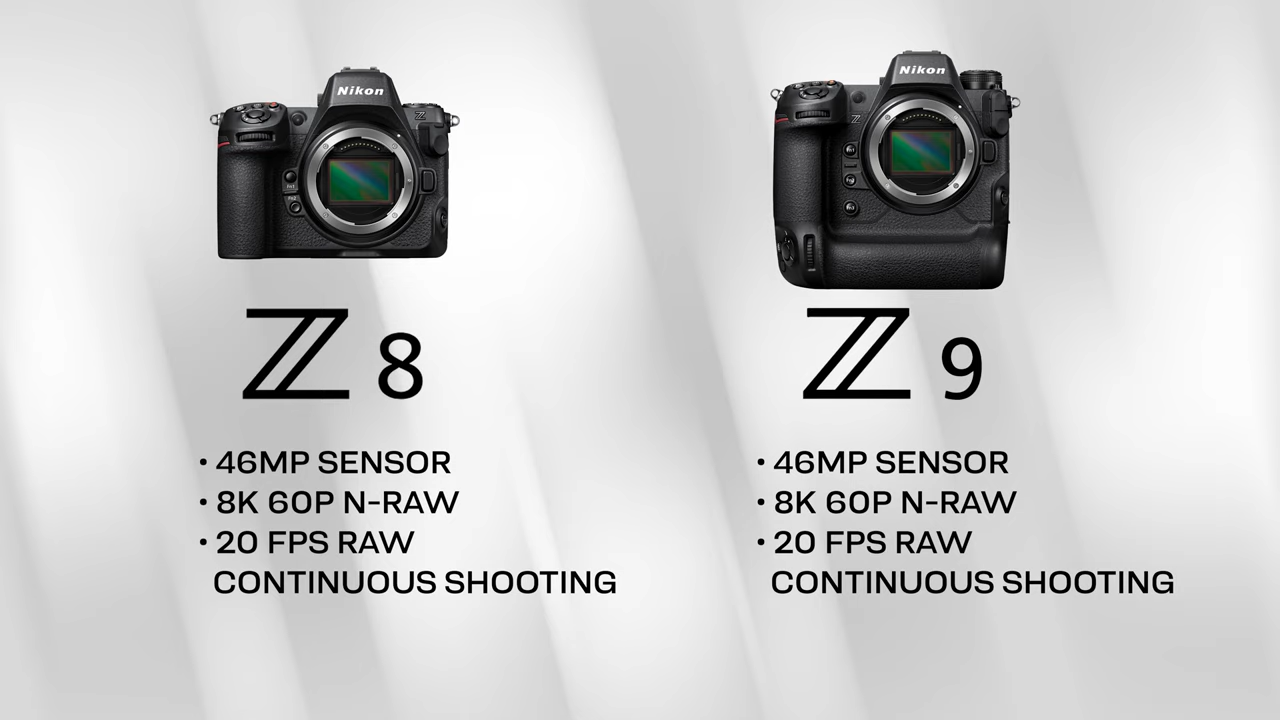 Nikon
Z 8
• 46MP SENSOR
• 8K 60P N-RAW
• 20 FPS RAW
CONTINUOUS SHOOTING
Nikon
Z
Z 9
• 46MP SENSOR
• 8K 60P N-RAW
• 20 FPS RAW
CONTINUOUS SHOOTING